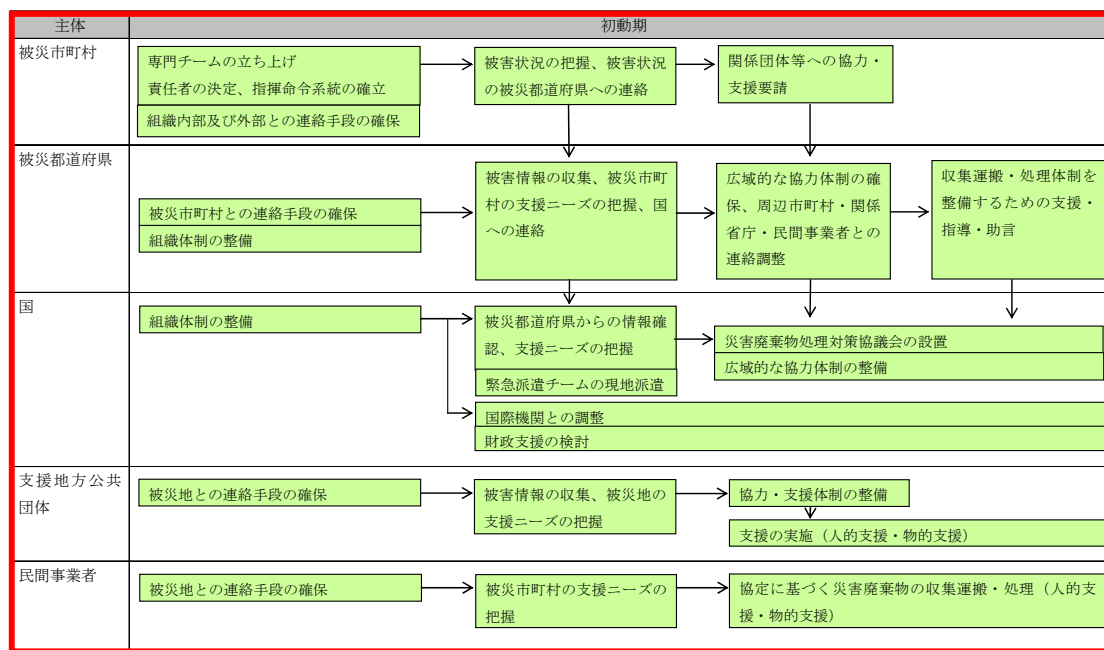 主体
初動期
被災市町村
専門チームの立ち上げ
責任者の決定、指揮命令系統の確立
組織内部及び外部との連絡手段の確保
被害状況の把握、被害状況
の被災都道府県への連絡
関係団体等への協力・
支援要請
被災都道府県
被災市町村との連絡手段の確保
組織体制の整備
被害情報の収集、被災市町
村の支援ニーズの把握、国
への連絡
広域的な協力体制の確
保、周辺市町村・関係
省庁・民間事業者との
連絡調整
収集運搬・処理体制を
整備するための支援・
指導・助言
国
組織体制の整備
被災都道府県からの情報確
認、支援ニーズの把握
緊急派遣チームの現地派遣
災害廃棄物処理対策協議会の設置
広域的な協力体制の整備
国際機関との調整
財政支援の検討
支援地方公共
団体
被災地との連絡手段の確保
被害情報の収集、被災地の
支援ニーズの把握
協力・支援体制の整備
支援の実施（人的支援・物的支援）
民間事業者
被災地との連絡手段の確保
被災市町村の支援ニーズの
把握
協定に基づく災害廃棄物の収集運搬・処理（人的支
援・物的支援）